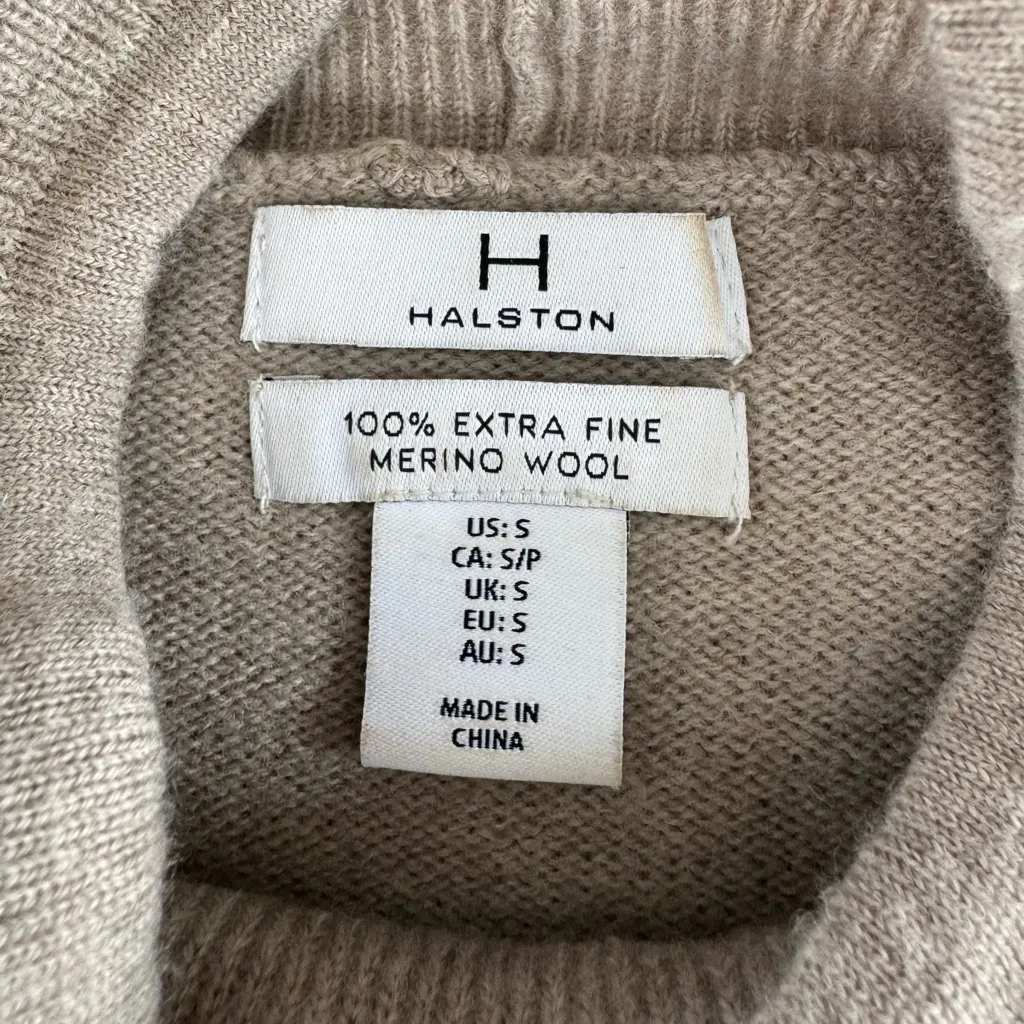 H
HALSTON
100% EXTRA FINE
MERINO WOOL
US: S
CA: S/P
UK: S
EU: S
AU: S
MADE IN
CHINA